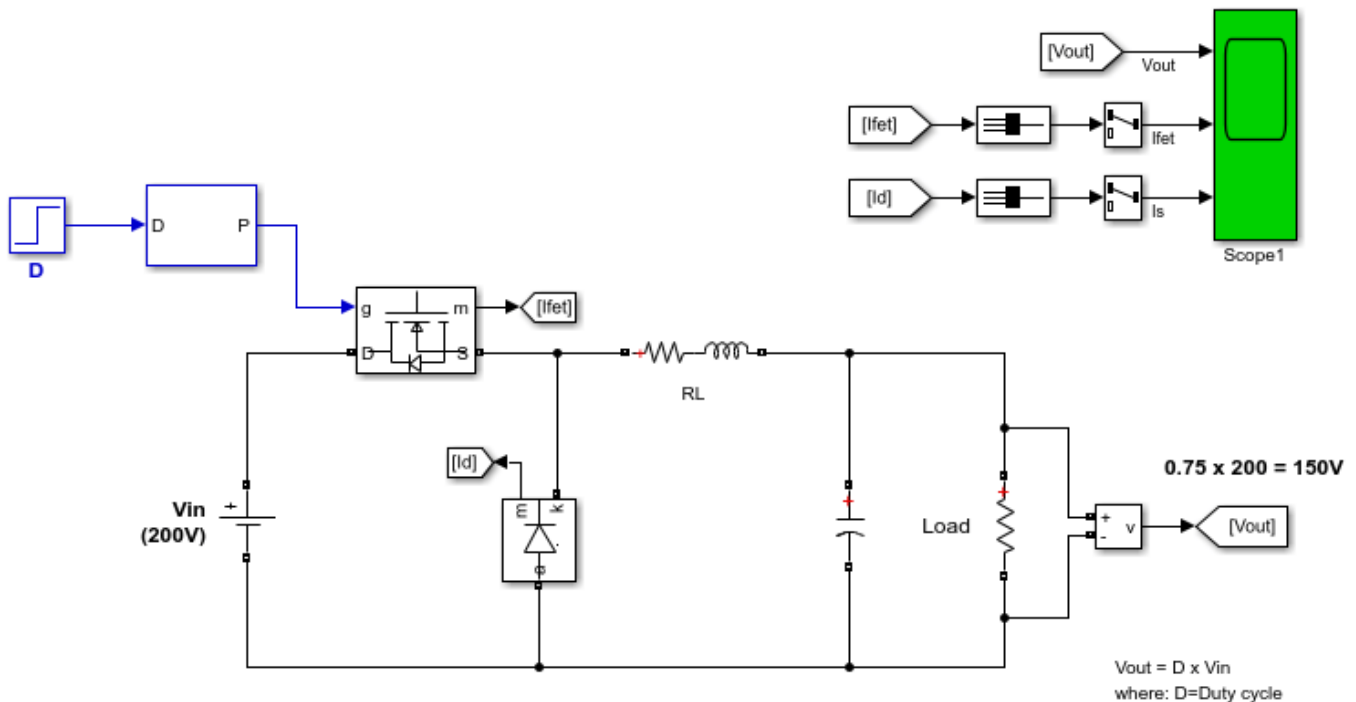 [Vout]
Vout
[Ifet]
Ifet
[Id]
Is
Scope1
D
P
D
g
m
[Ifet]
D
S
RL
[Id]
m
k
a
Vin
(200V)
+
Load
+
-
v
0.75 x 200 = 150V
[Vout]
Vout = D x Vin
where: D=Duty cycle